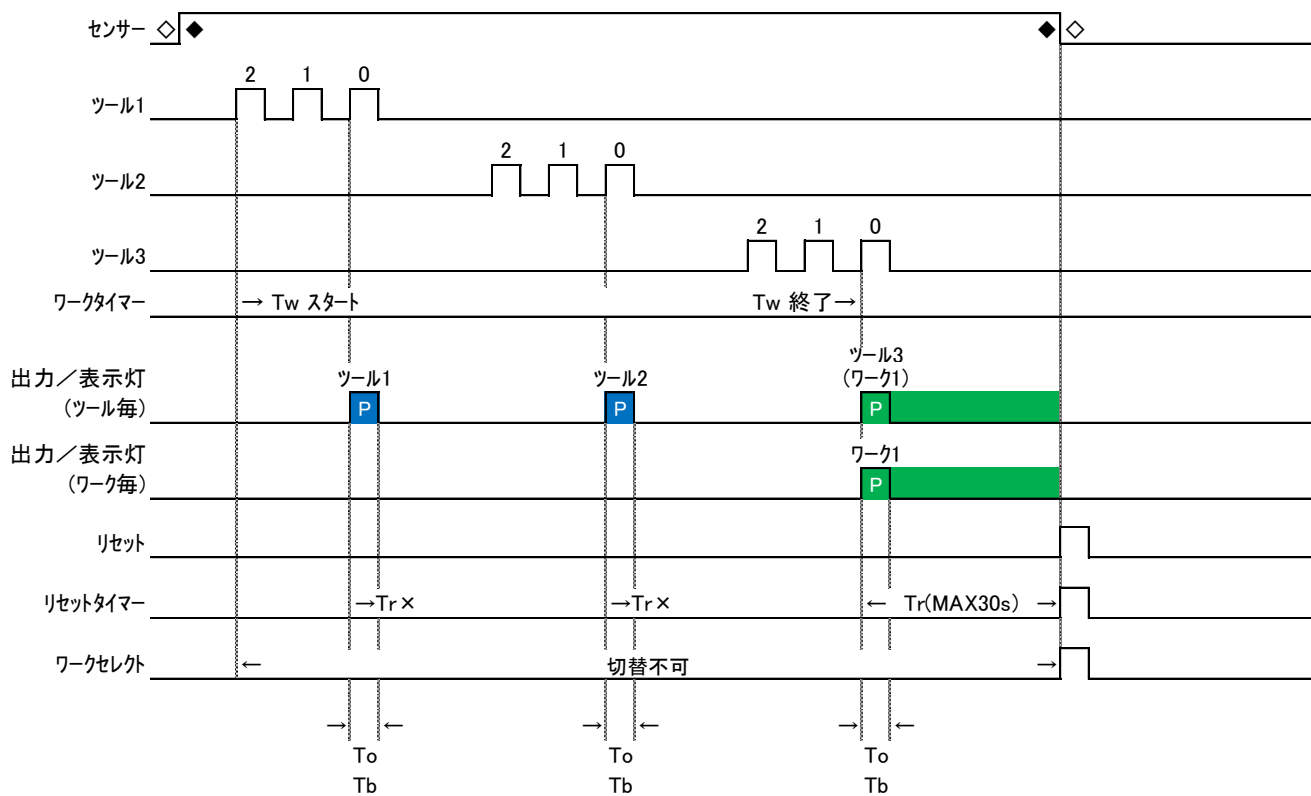 センサー ◇ ◆ ◆ ◇
2 1 0
ツール1
2 1 0
ツール2
2 1 0
ツール3
ワークタイマー → Tw スタート Tw 終了→
ツール3
出力／表示灯 ツール1 ツール2 (ワーク1)
(ツール毎) P P P
出力／表示灯 ワーク1
(ワーク毎) P
リセット
リセットタイマー →Tr× →Tr× ← Tr(MAX30s) →
ワークセレクト ← 切替不可 →
→ ← → ← → ←
To To To
Tb Tb Tb